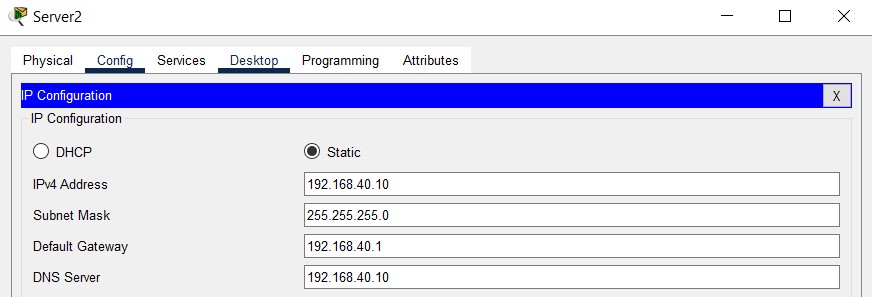 Server2
Physical Config Services Desktop Programming Attributes
IP Configuration X
IP Configuration
DHCP Static
IPv4 Address 192.168.40.10
Subnet Mask 255.255.255.0
Default Gateway 192.168.40.1
DNS Server 192.168.40.10